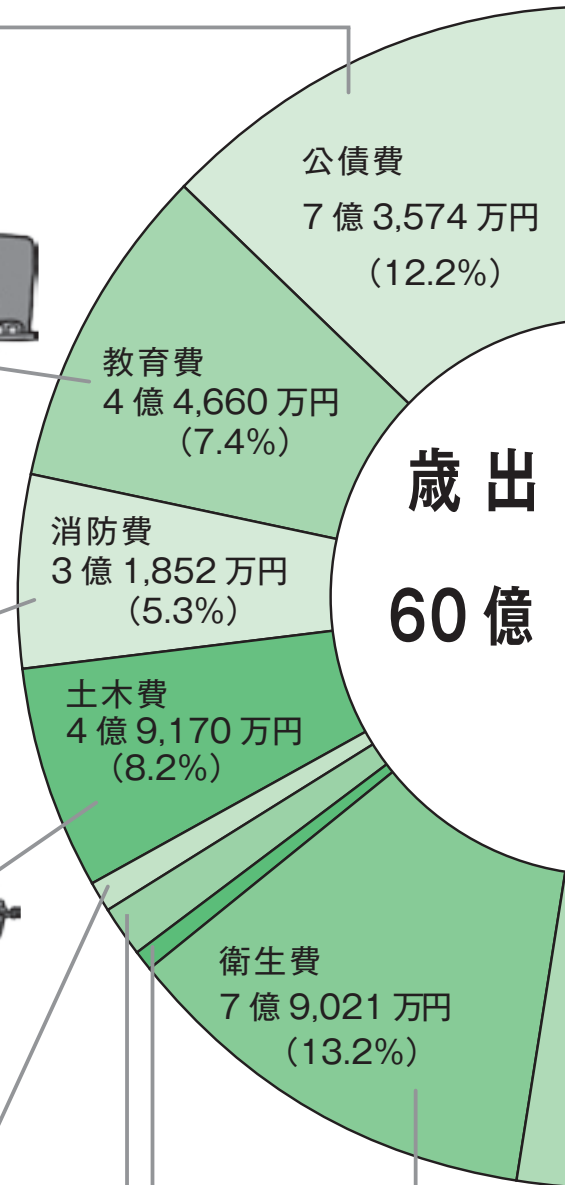 公債費
7億3,574万円
（12.2%）
教育費
4億4,660万円
（7.4%）
消防費
3億1,852万円
（5.3%）
土木費
4億9,170万円
（8.2%）
衛生費
7億9,021万円
（13.2%）
歳出
60億